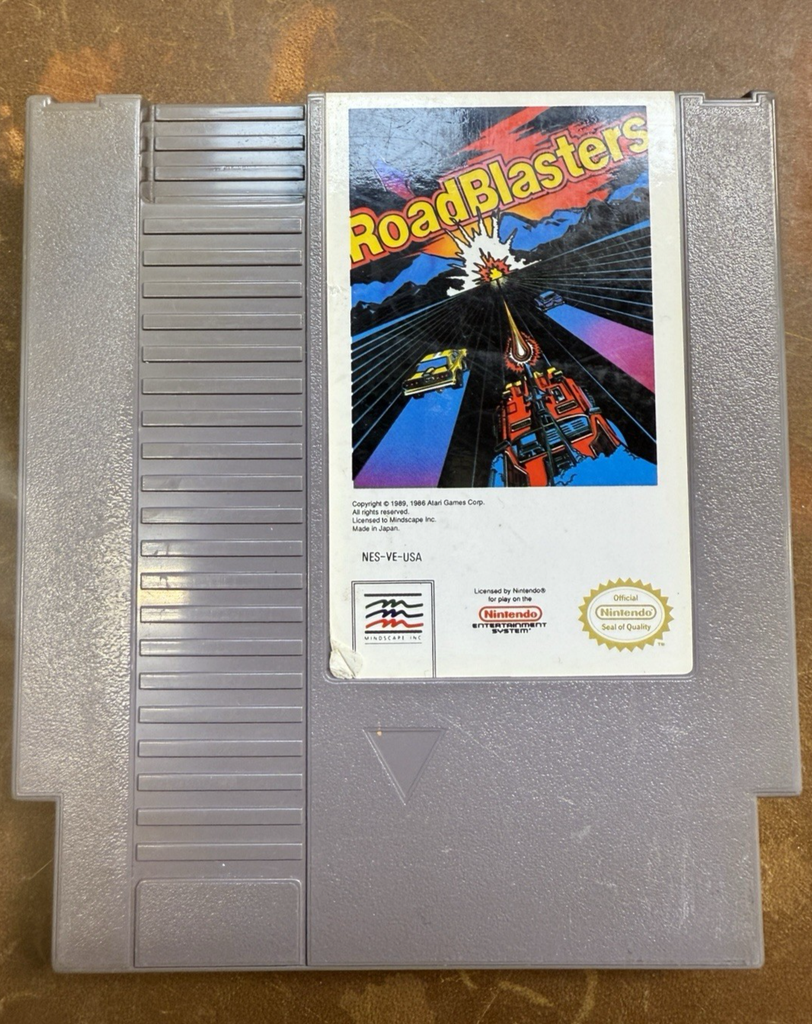 RoadBlasters
Copyright © 1989, 1986 Atari Games Corp.
All rights reserved.
Licensed to Mindscape Inc.
Made in Japan.
NES-VE-USA
MINDSCAPE INC
Licensed by Nintendo®
for play on the
Nintendo
ENTERTAINMENT
SYSTEM
Official
Nintendo
Seal of Quality
TM